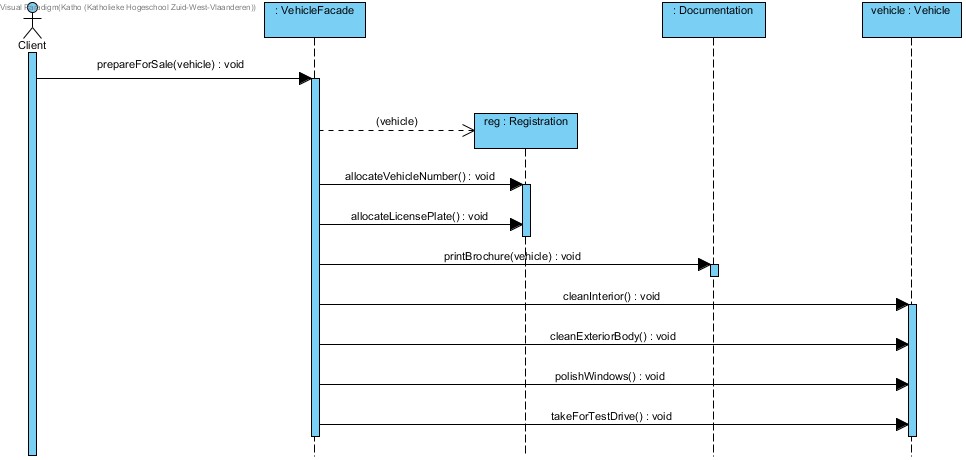 Visual Paradigm(Katho (Katholieke Hogeschool Zuid-West-Vlaanderen))
: VehicleFacade
: Documentation
vehicle : Vehicle
Client
prepareForSale(vehicle) : void
(vehicle)
reg : Registration
allocateVehicleNumber() : void
allocateLicensePlate() : void
printBrochure(vehicle) : void
cleanInterior() : void
cleanExteriorBody() : void
polishWindows() : void
takeForTestDrive() : void